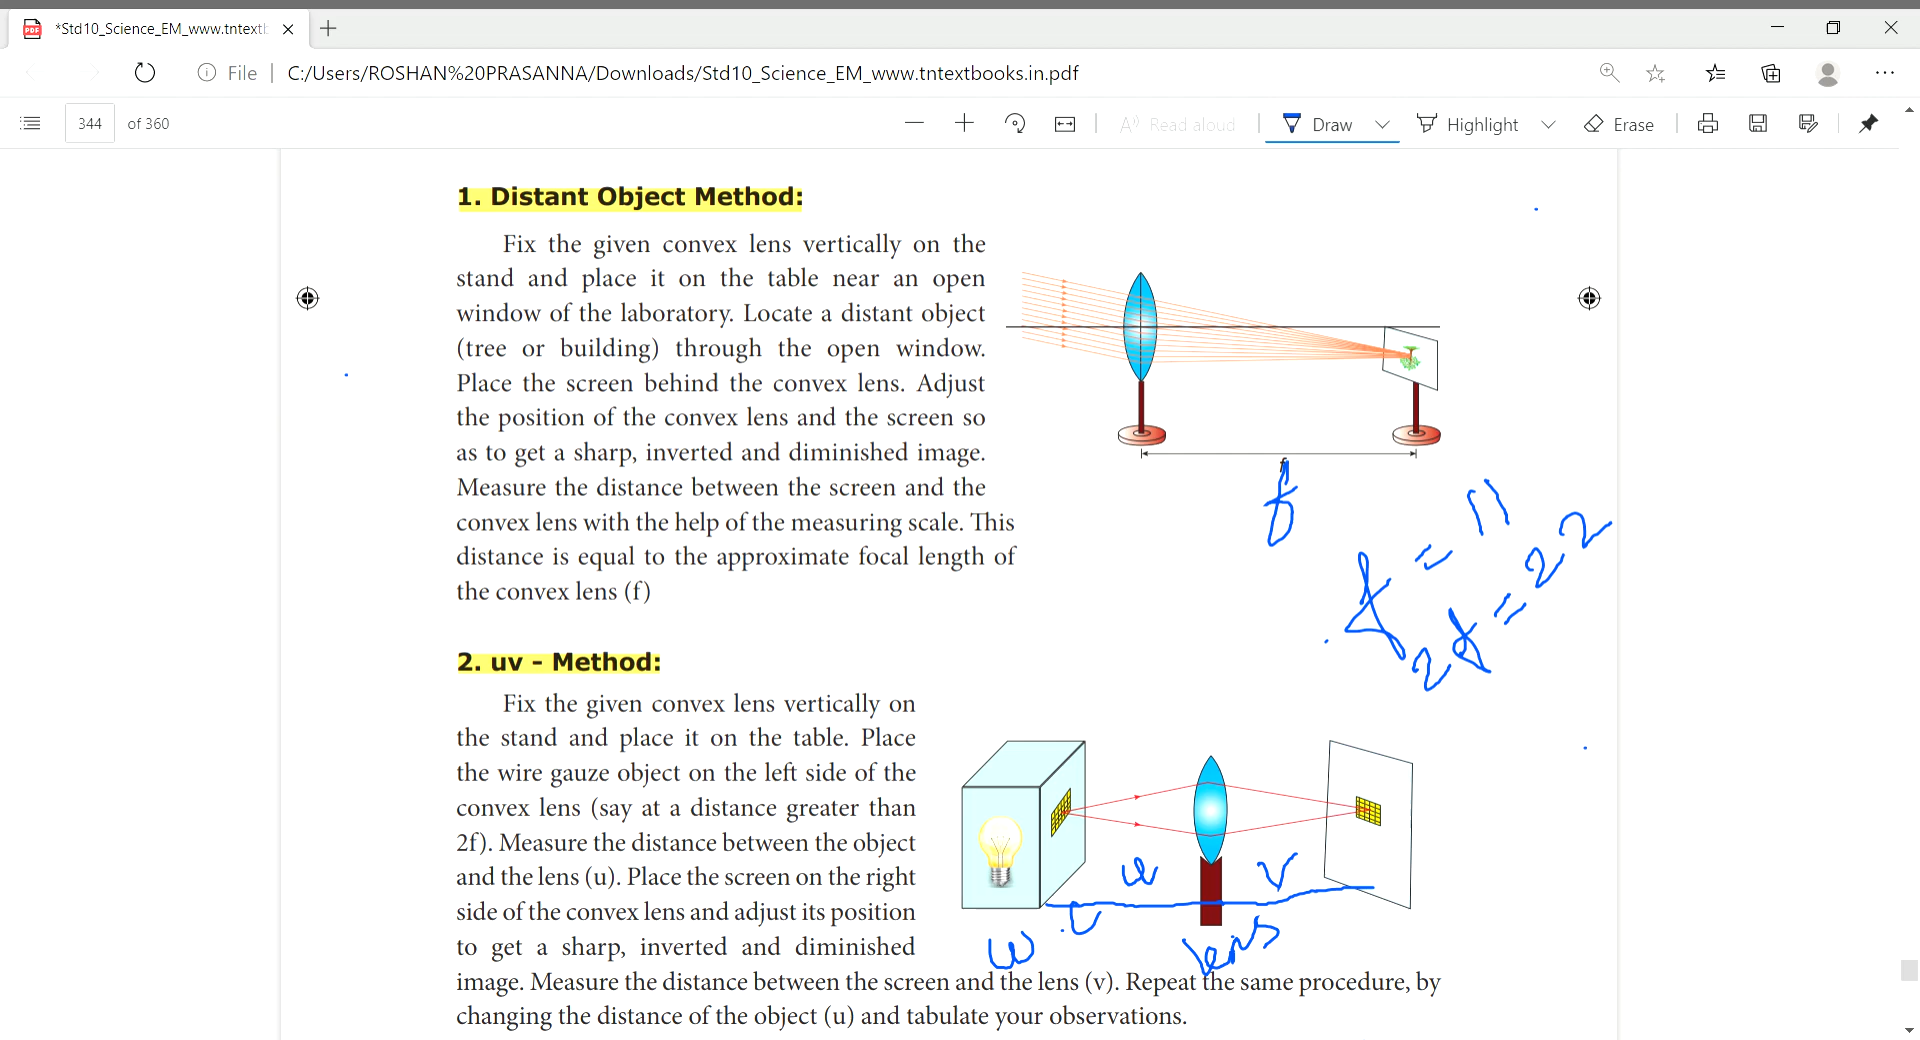 *Std10_Science_EM_www.tntext
File | C:/Users/ROSHAN%20PRASANNA/Downloads/Std10_Science_EM_www.tntextbooks.in.pdf
344 of 360
Read aloud Draw Highlight Erase
1. Distant Object Method:
Fix the given convex lens vertically on the
stand and place it on the table near an open
window of the laboratory. Locate a distant object
(tree or building) through the open window.
Place the screen behind the convex lens. Adjust
the position of the convex lens and the screen so
as to get a sharp, inverted and diminished image.
Measure the distance between the screen and the
convex lens with the help of the measuring scale. This
distance is equal to the approximate focal length of
the convex lens (f)
f
f
f = 11
2f = 22
2. uv - Method:
Fix the given convex lens vertically on
the stand and place it on the table. Place
the wire gauze object on the left side of the
convex lens (say at a distance greater than
2f). Measure the distance between the object
and the lens (u). Place the screen on the right
side of the convex lens and adjust its position
to get a sharp, inverted and diminished
image. Measure the distance between the screen and the lens (v). Repeat the same procedure, by
changing the distance of the object (u) and tabulate your observations.
u
v
lens